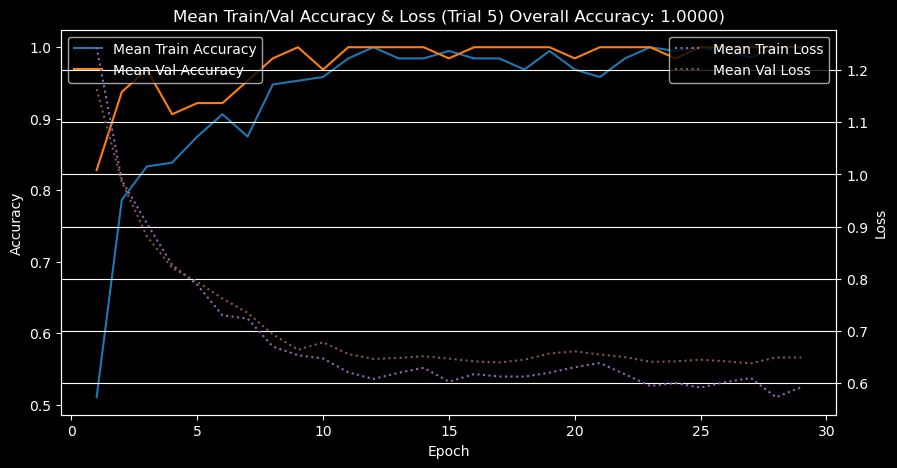 Mean Train/Val Accuracy & Loss (Trial 5) Overall Accuracy: 1.0000)
Mean Train Accuracy
Mean Val Accuracy
Mean Train Loss
Mean Val Loss
1.0
0.9
0.8
0.7
0.6
0.5
Accuracy
1.2
1.1
1.0
0.9
0.8
0.7
0.6
Loss
0 5 10 15 20 25 30
Epoch